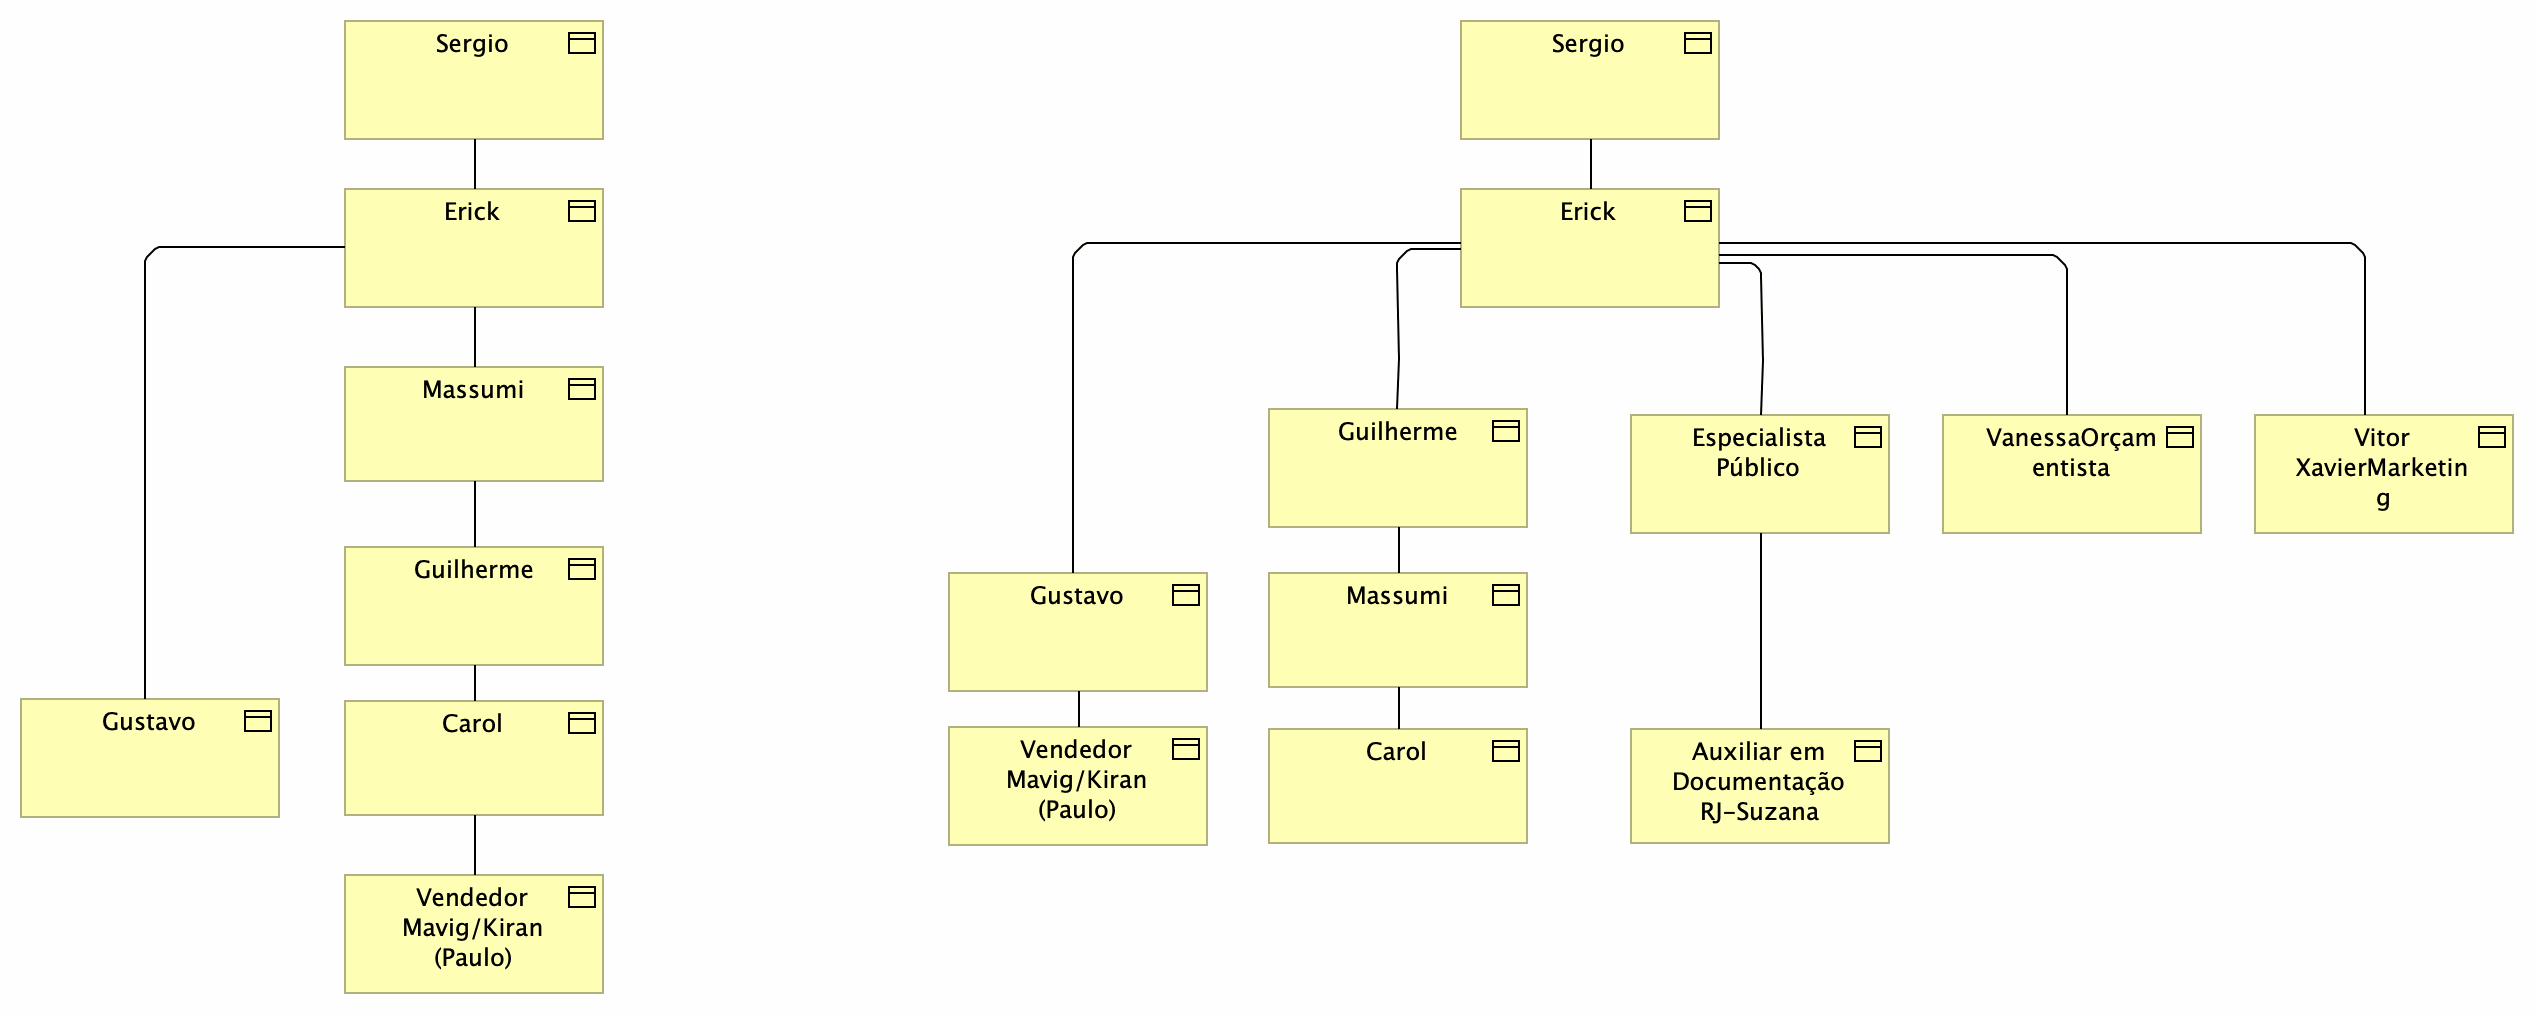 Sergio
Erick
Massumi
Guilherme
Gustavo
Carol
Vendedor
Mavig/Kiran
(Paulo)
Sergio
Erick
Guilherme
Especialista
Público
VanessaOrçam
entista
Vitor
XavierMarketin
g
Gustavo
Massumi
Vendedor
Mavig/Kiran
(Paulo)
Carol
Auxiliar em
Documentação
RJ-Suzana